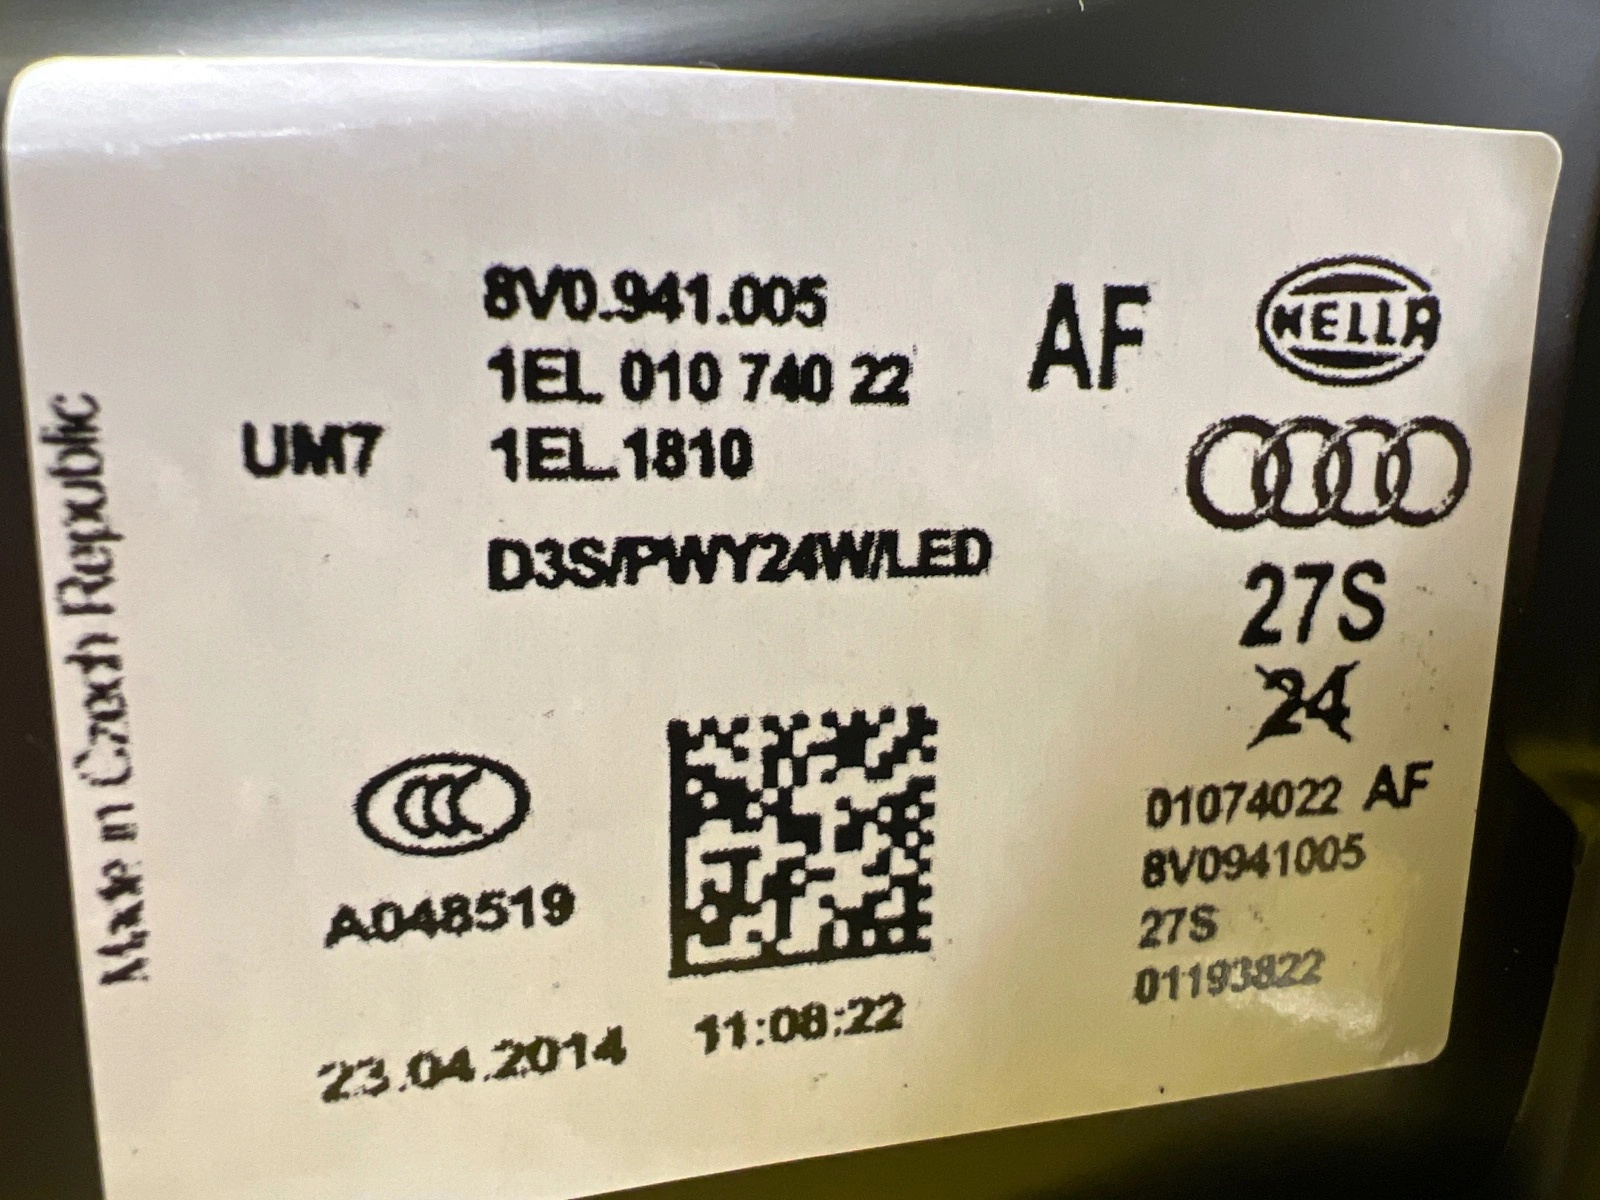 8V0.941.005
AF
HELLA
1EL 010 740 22
UM7
1EL.1810
D3S/PWY24W/LED
27S
24
CCC
A048519
01074022 AF
8V0941005
27S
01193822
23.04.2014
11:08:22
Made in Czech Republic